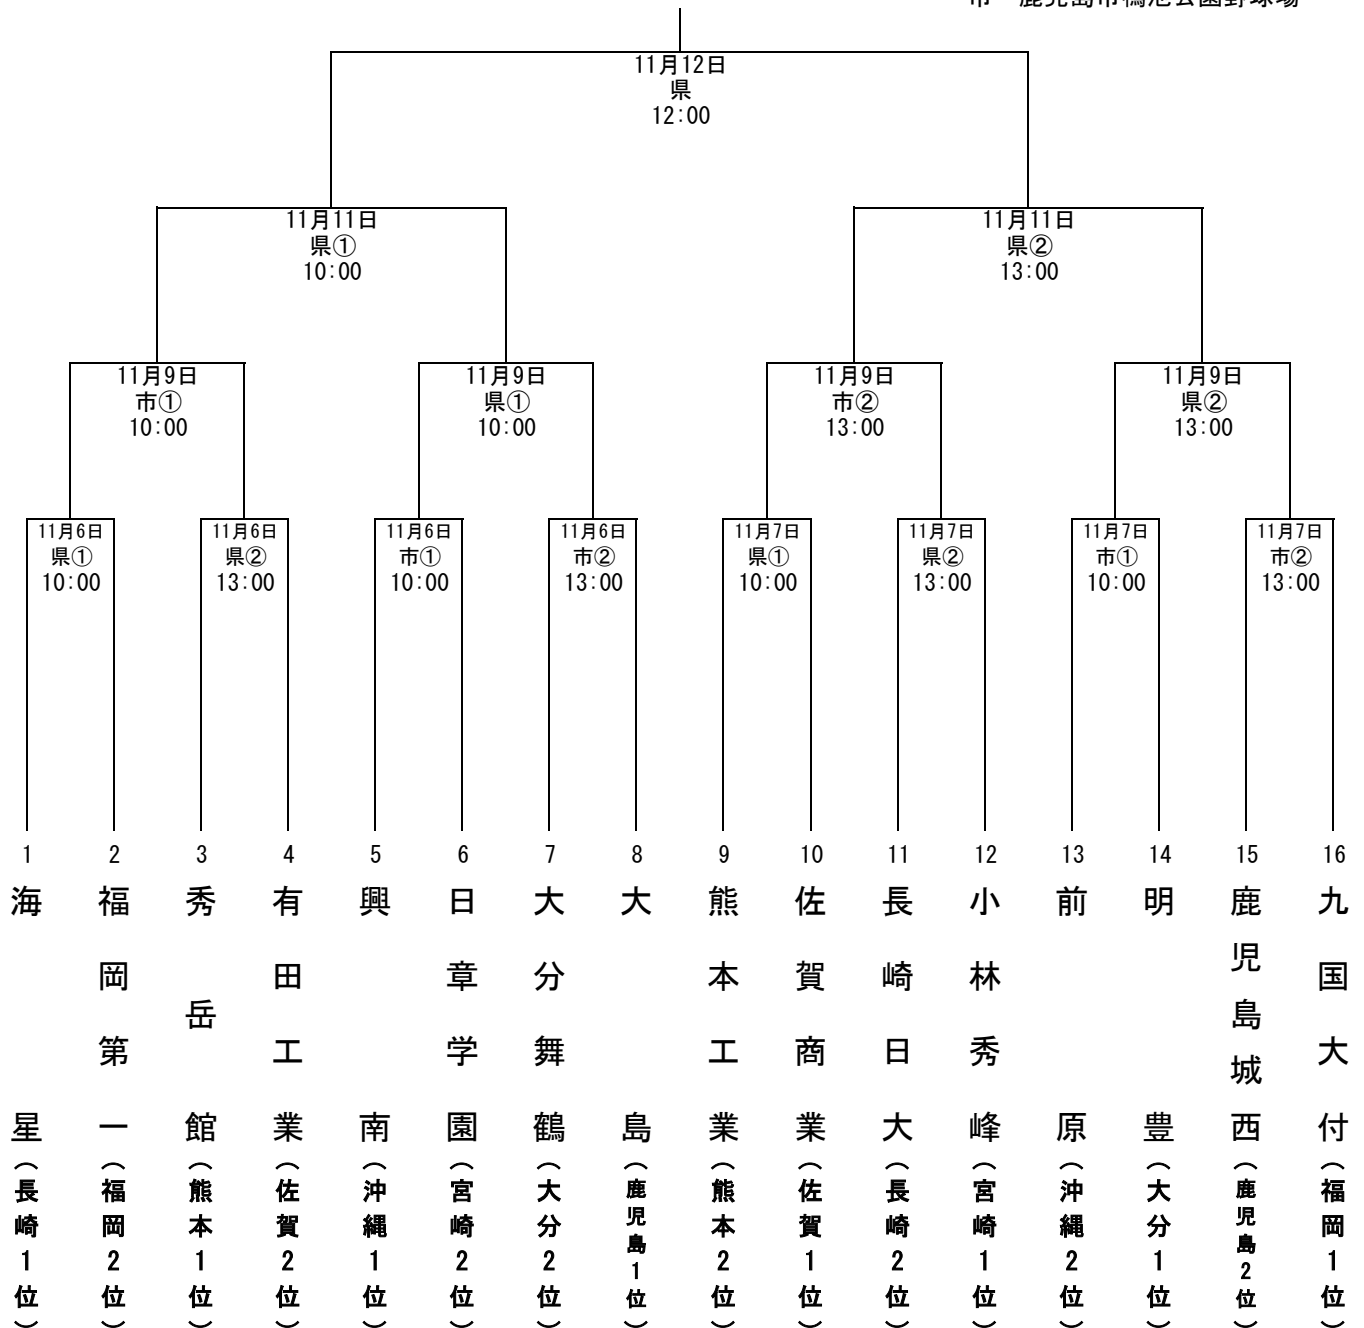 市 鹿児島市鴨池公園野球場
11月12日
県
12:00
11月11日
県①
10:00
11月11日
県②
13:00
11月9日
市①
10:00
11月9日
県①
10:00
11月9日
市②
13:00
11月9日
県②
13:00
11月6日
県①
10:00
11月6日
県②
13:00
11月6日
市①
10:00
11月6日
市②
13:00
11月7日
県①
10:00
11月7日
県②
13:00
11月7日
市①
10:00
11月7日
市②
13:00
1
海星(長崎1位)
2
福岡第一(福岡2位)
3
秀岳館(熊本1位)
4
有田工業(佐賀2位)
5
興南(沖縄1位)
6
日章学園(宮崎2位)
7
大分舞鶴(大分2位)
8
大島(鹿児島1位)
9
熊本工業(熊本2位)
10
佐賀商業(佐賀1位)
11
長崎日大(長崎2位)
12
小林秀峰(宮崎1位)
13
前原(沖縄2位)
14
明豊(大分1位)
15
鹿児島城西(鹿児島2位)
16
九国大付(福岡1位)